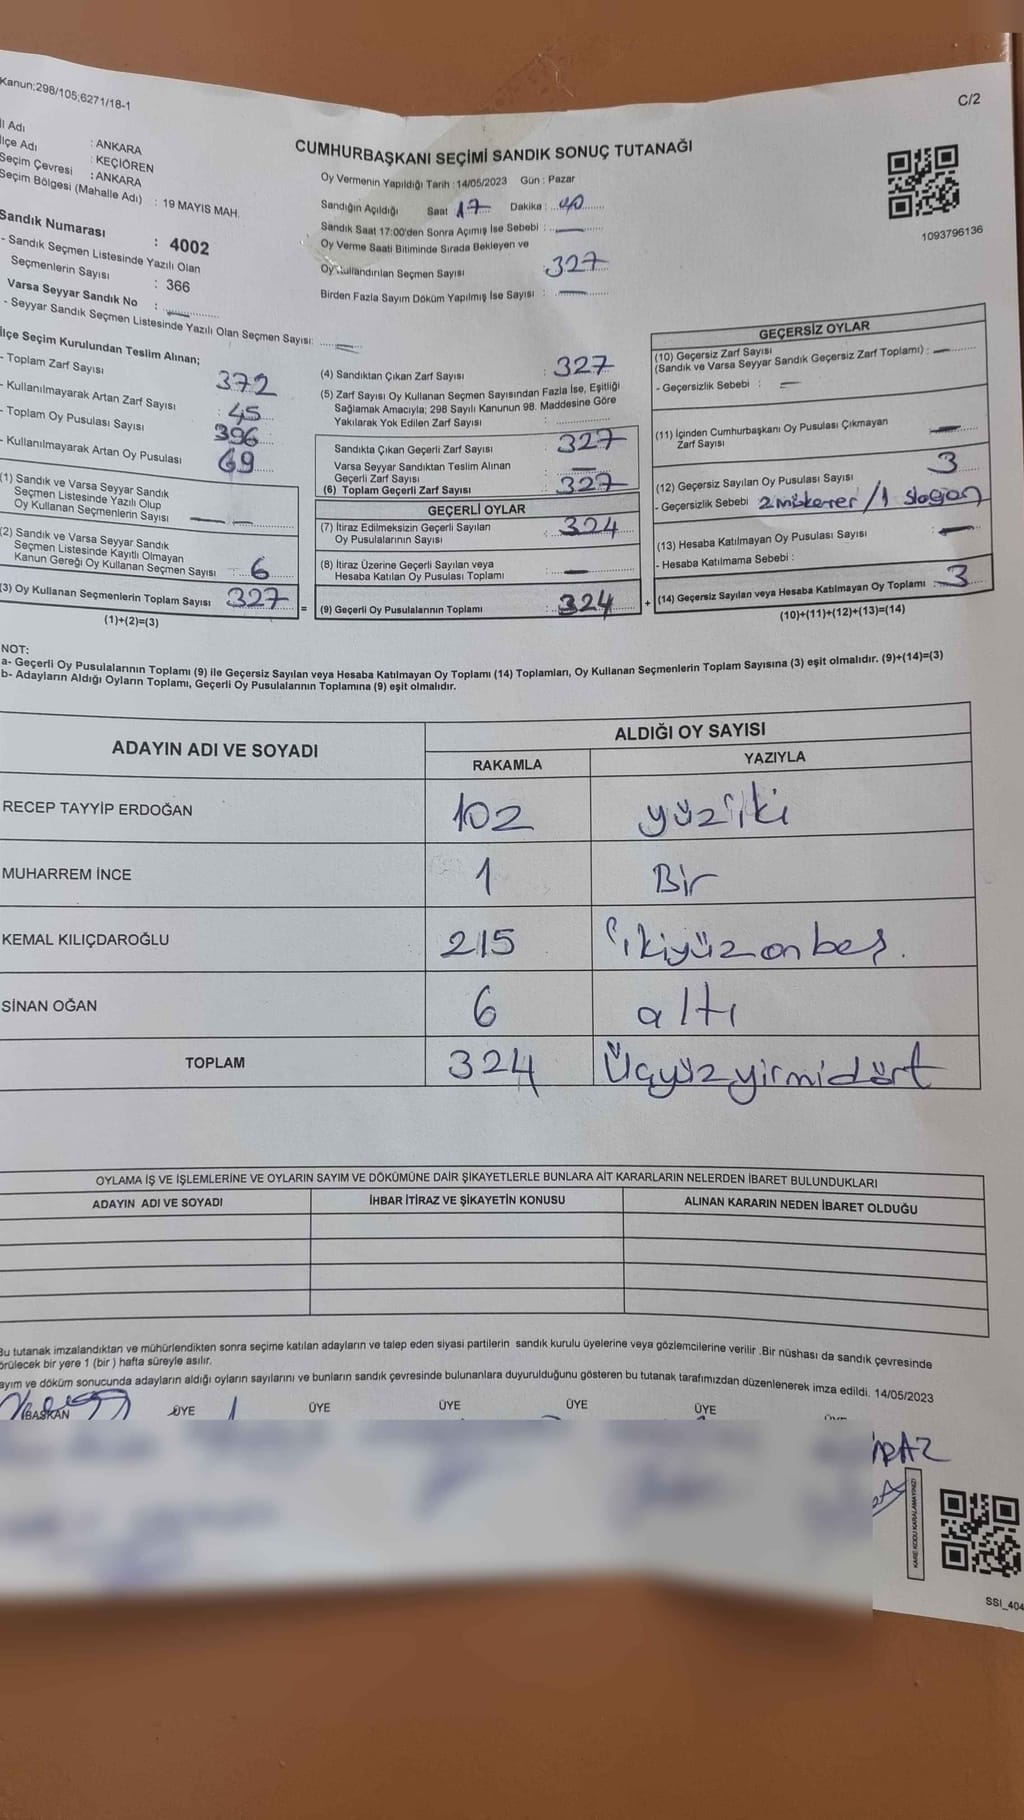 Kanun;298/105;6271/18-1
C/2
İl Adı : ANKARA
İlçe Adı : KEÇİÖREN
Seçim Çevresi : ANKARA
Seçim Bölgesi (Mahalle Adı) : 19 MAYIS MAH.
Sandık Numarası : 4002
- Sandık Seçmen Listesinde Yazılı Olan
Seçmenlerin Sayısı : 366
Varsa Seyyar Sandık No :
- Seyyar Sandık Seçmen Listesinde Yazılı Olan Seçmen Sayısı:
CUMHURBAŞKANI SEÇİMİ SANDIK SONUÇ TUTANAĞI
Oy Vermenin Yapıldığı Tarih : 14/05/2023 Gün : Pazar
Sandığın Açıldığı Saat 17 Dakika : 40
Sandık Saat 17:00'den Sonra Açımış İse Sebebi : —
Oy Verme Saati Bitiminde Sırada Bekleyen ve
Oy Kullandırılan Seçmen Sayısı 327
Birden Fazla Sayım Döküm Yapılmış İse Sayısı : —
1093796136
İlçe Seçim Kurulundan Teslim Alınan;
- Toplam Zarf Sayısı 372
- Kullanılmayarak Artan Zarf Sayısı : 45
- Toplam Oy Pusulası Sayısı 396
- Kullanılmayarak Artan Oy Pusulası 69
(1) Sandık ve Varsa Seyyar Sandık
Seçmen Listesinde Yazılı Olup
Oy Kullanan Seçmenlerin Sayısı — —
(2) Sandık ve Varsa Seyyar Sandık
Seçmen Listesinde Kayıtlı Olmayan
Kanun Gereği Oy Kullanan Seçmen Sayısı 6
(3) Oy Kullanan Seçmenlerin Toplam Sayısı 327 =
(1)+(2)=(3)
(4) Sandıktan Çıkan Zarf Sayısı : 327
(5) Zarf Sayısı Oy Kullanan Seçmen Sayısından Fazla İse, Eşitliği
Sağlamak Amacıyla; 298 Sayılı Kanunun 98. Maddesine Göre
Yakılarak Yok Edilen Zarf Sayısı
Sandıkta Çıkan Geçerli Zarf Sayısı : 327
Varsa Seyyar Sandıktan Teslim Alınan
Geçerli Zarf Sayısı —
(6) Toplam Geçerli Zarf Sayısı : 327
GEÇERLİ OYLAR
(7) İtiraz Edilmeksizin Geçerli Sayılan
Oy Pusulalarının Sayısı : 324
(8) İtiraz Üzerine Geçerli Sayılan veya
Hesaba Katılan Oy Pusulası Toplamı : —
(9) Geçerli Oy Pusulalarının Toplamı : 324 +
GEÇERSİZ OYLAR
(10) Geçersiz Zarf Sayısı
(Sandık ve Varsa Seyyar Sandık Geçersiz Zarf Toplamı) : —
- Geçersizlik Sebebi : —
(11) İçinden Cumhurbaşkanı Oy Pusulası Çıkmayan
Zarf Sayısı —
(12) Geçersiz Sayılan Oy Pusulası Sayısı 3
- Geçersizlik Sebebi 2 mükerrer /1 slogan
(13) Hesaba Katılmayan Oy Pusulası Sayısı —
- Hesaba Katılmama Sebebi :
(14) Geçersiz Sayılan veya Hesaba Katılmayan Oy Toplamı : 3
(10)+(11)+(12)+(13)=(14)
NOT:
a- Geçerli Oy Pusulalarının Toplamı (9) ile Geçersiz Sayılan veya Hesaba Katılmayan Oy Toplamı (14) Toplamları, Oy Kullanan Seçmenlerin Toplam Sayısına (3) eşit olmalıdır. (9)+(14)=(3)
b- Adayların Aldığı Oyların Toplamı, Geçerli Oy Pusulalarının Toplamına (9) eşit olmalıdır.
ADAYIN ADI VE SOYADI
ALDIĞI OY SAYISI
RAKAMLA YAZIYLA
RECEP TAYYİP ERDOĞAN 102 yüziki
MUHARREM İNCE 1 Bir
KEMAL KILIÇDAROĞLU 215 ikiyüzonbeş.
SİNAN OĞAN 6 altı
TOPLAM 324 Üçyüzyirmidört
OYLAMA İŞ VE İŞLEMLERİNE VE OYLARIN SAYIM VE DÖKÜMÜNE DAİR ŞİKAYETLERLE BUNLARA AİT KARARLARIN NELERDEN İBARET BULUNDUKLARI
ADAYIN ADI VE SOYADI İHBAR İTİRAZ VE ŞİKAYETİN KONUSU ALINAN KARARIN NEDEN İBARET OLDUĞU
Bu tutanak imzalandıktan ve mühürlendikten sonra seçime katılan adayların ve talep eden siyasi partilerin sandık kurulu üyelerine veya gözlemcilerine verilir .Bir nüshası da sandık çevresinde
örülecek bir yere 1 (bir ) hafta süreyle asılır.
ayım ve döküm sonucunda adayların aldığı oyların sayılarını ve bunların sandık çevresinde bulunanlara duyurulduğunu gösteren bu tutanak tarafımızdan düzenlenerek imza edildi. 14/05/2023
BAŞKAN ÜYE ÜYE ÜYE ÜYE ÜYE
KARE KODU KARALAMAYINIZ!
SSI_404